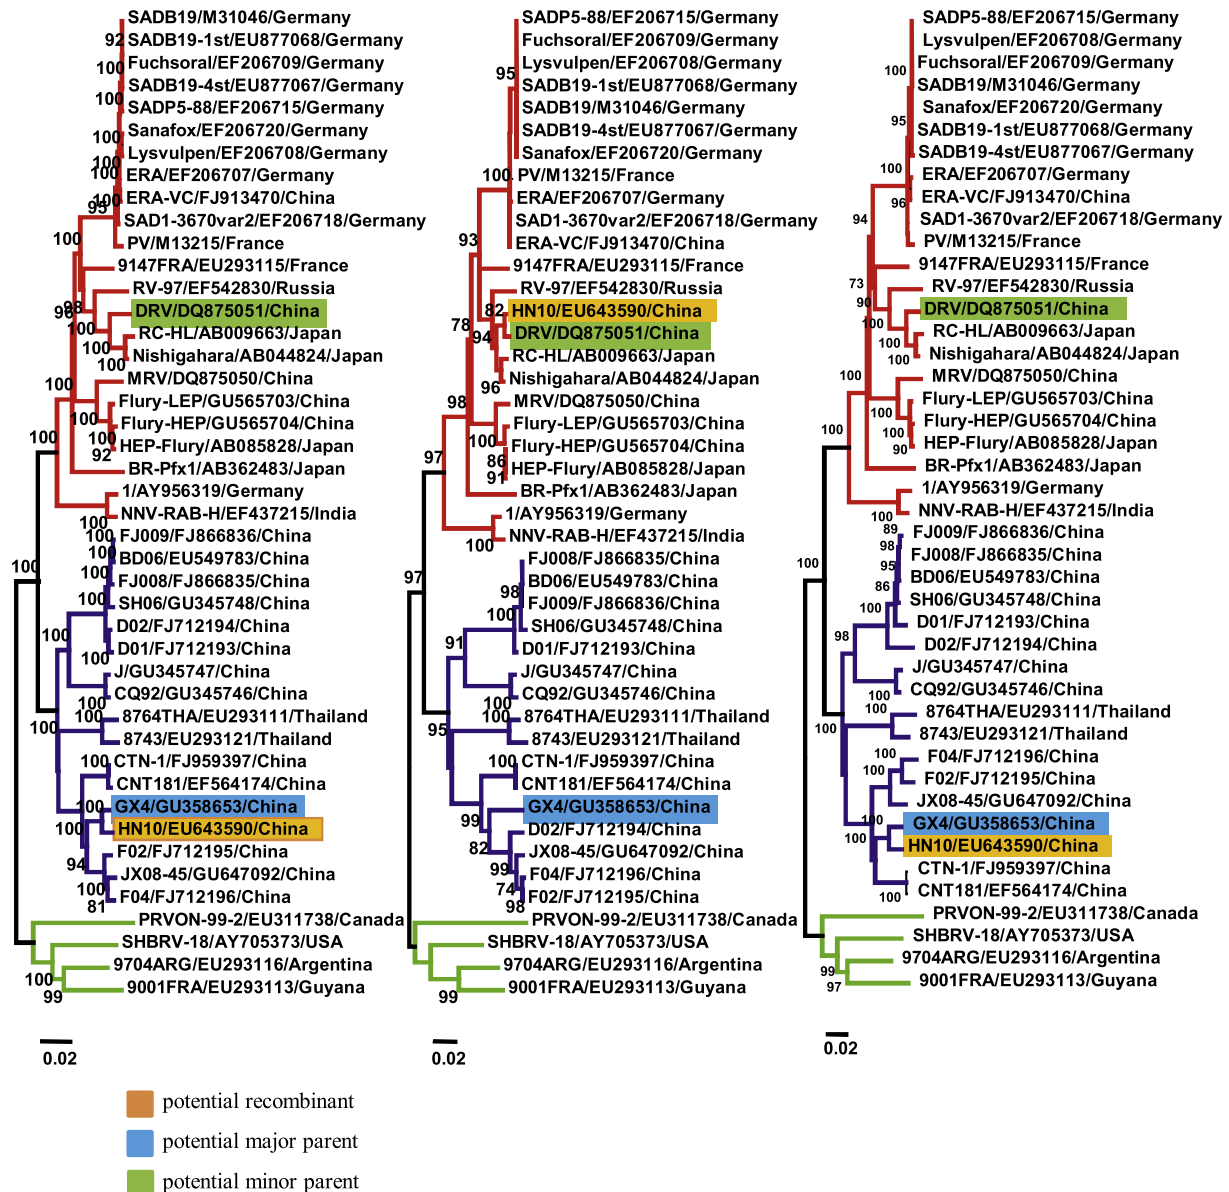 SADB19/M31046/Germany
92
SADB19-1st/EU877068/Germany
Fuchsoral/EF206709/Germany
100
SADB19-4st/EU877067/Germany
100
SADP5-88/EF206715/Germany
Sanafox/EF206720/Germany
100
Lysvulpen/EF206708/Germany
100
ERA/EF206707/Germany
100
ERA-VC/FJ913470/China
100
95
SAD1-3670var2/EF206718/Germany
100
PV/M13215/France
9147FRA/EU293115/France
RV-97/EF542830/Russia
98
96
DRV/DQ875051/China
100
RC-HL/AB009663/Japan
100
Nishigahara/AB044824/Japan
100
MRV/DQ875050/China
100
Flury-LEP/GU565703/China
100
Flury-HEP/GU565704/China
100
100
HEP-Flury/AB085828/Japan
92
BR-Pfx1/AB362483/Japan
1/AY956319/Germany
NNV-RAB-H/EF437215/India
100
100
FJ009/FJ866836/China
100
BD06/EU549783/China
100
100
FJ008/FJ866835/China
SH06/GU345748/China
100
D02/FJ712194/China
100
D01/FJ712193/China
100
J/GU345747/China
CQ92/GU345746/China
100
8764THA/EU293111/Thailand
100
100
8743/EU293121/Thailand
CTN-1/FJ959397/China
100
CNT181/EF564174/China
GX4/GU358653/China
100
HN10/EU643590/China
100
F02/FJ712195/China
94
JX08-45/GU647092/China
100
F04/FJ712196/China
81
PRVON-99-2/EU311738/Canada
SHBRV-18/AY705373/USA
9704ARG/EU293116/Argentina
100
9001FRA/EU293113/Guyana
99
0.02
SADP5-88/EF206715/Germany
Fuchsoral/EF206709/Germany
Lysvulpen/EF206708/Germany
95
SADB19-1st/EU877068/Germany
SADB19/M31046/Germany
SADB19-4st/EU877067/Germany
Sanafox/EF206720/Germany
100
PV/M13215/France
ERA/EF206707/Germany
SAD1-3670var2/EF206718/Germany
93
ERA-VC/FJ913470/China
9147FRA/EU293115/France
RV-97/EF542830/Russia
82
HN10/EU643590/China
78
94
DRV/DQ875051/China
RC-HL/AB009663/Japan
Nishigahara/AB044824/Japan
96
98
MRV/DQ875050/China
Flury-LEP/GU565703/China
100
Flury-HEP/GU565704/China
97
86
HEP-Flury/AB085828/Japan
91
BR-Pfx1/AB362483/Japan
1/AY956319/Germany
NNV-RAB-H/EF437215/India
100
FJ008/FJ866835/China
97
BD06/EU549783/China
98
FJ009/FJ866836/China
100
SH06/GU345748/China
91
D01/FJ712193/China
J/GU345747/China
CQ92/GU345746/China
100
8764THA/EU293111/Thailand
100
95
8743/EU293121/Thailand
CTN-1/FJ959397/China
100
CNT181/EF564174/China
GX4/GU358653/China
99
D02/FJ712194/China
82
JX08-45/GU647092/China
99
F04/FJ712196/China
74
F02/FJ712195/China
98
PRVON-99-2/EU311738/Canada
SHBRV-18/AY705373/USA
9704ARG/EU293116/Argentina
9001FRA/EU293113/Guyana
99
0.02
SADP5-88/EF206715/Germany
Lysvulpen/EF206708/Germany
Fuchsoral/EF206709/Germany
100
SADB19/M31046/Germany
Sanafox/EF206720/Germany
95
SADB19-1st/EU877068/Germany
SADB19-4st/EU877067/Germany
100
ERA/EF206707/Germany
ERA-VC/FJ913470/China
96
SAD1-3670var2/EF206718/Germany
94
PV/M13215/France
9147FRA/EU293115/France
73
RV-97/EF542830/Russia
90
DRV/DQ875051/China
100
RC-HL/AB009663/Japan
100
Nishigahara/AB044824/Japan
100
MRV/DQ875050/China
100
Flury-LEP/GU565703/China
100
Flury-HEP/GU565704/China
100
100
HEP-Flury/AB085828/Japan
90
BR-Pfx1/AB362483/Japan
1/AY956319/Germany
NNV-RAB-H/EF437215/India
100
89
FJ009/FJ866836/China
98
FJ008/FJ866835/China
100
95
BD06/EU549783/China
86
SH06/GU345748/China
100
D01/FJ712193/China
98
D02/FJ712194/China
J/GU345747/China
CQ92/GU345746/China
100
8764THA/EU293111/Thailand
100
100
8743/EU293121/Thailand
100
F04/FJ712196/China
100
F02/FJ712195/China
JX08-45/GU647092/China
100
GX4/GU358653/China
100
HN10/EU643590/China
CTN-1/FJ959397/China
CNT181/EF564174/China
100
PRVON-99-2/EU311738/Canada
SHBRV-18/AY705373/USA
9704ARG/EU293116/Argentina
99
9001FRA/EU293113/Guyana
97
0.02
potential recombinant
potential major parent
potential minor parent